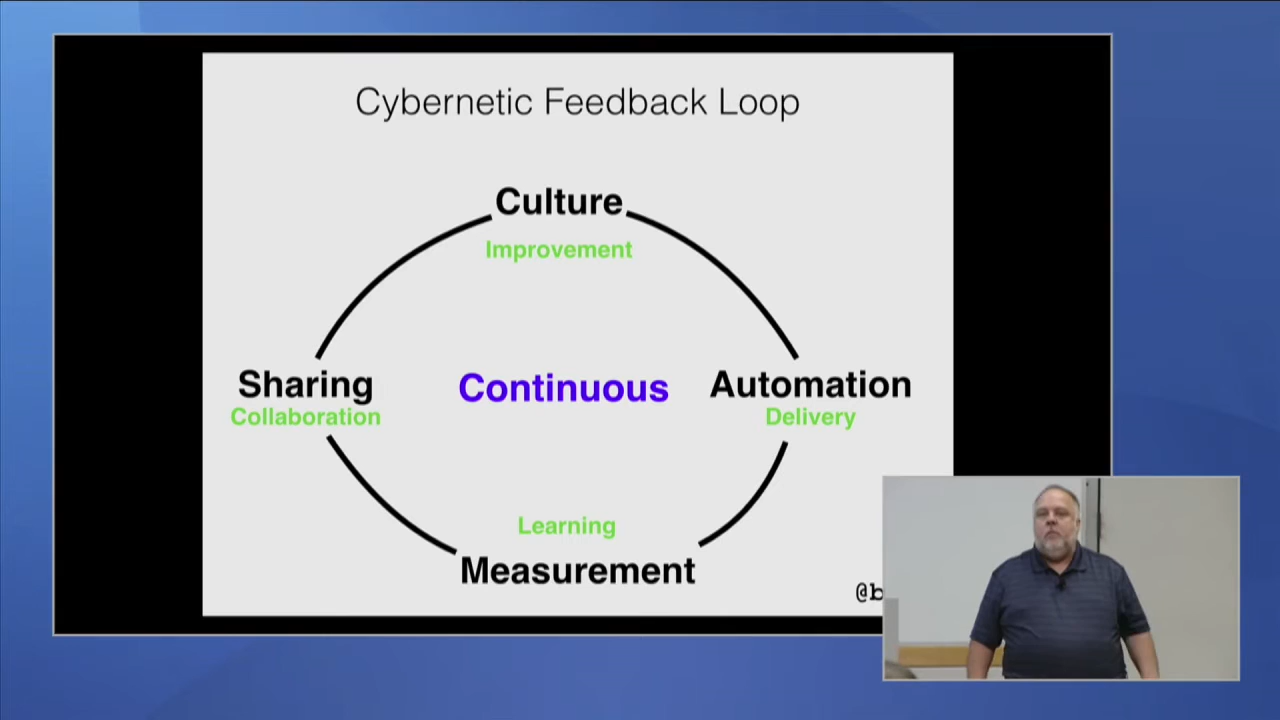 Cybernetic Feedback Loop
Culture
Improvement
Sharing
Collaboration
Continuous
Automation
Delivery
Learning
Measurement
@b